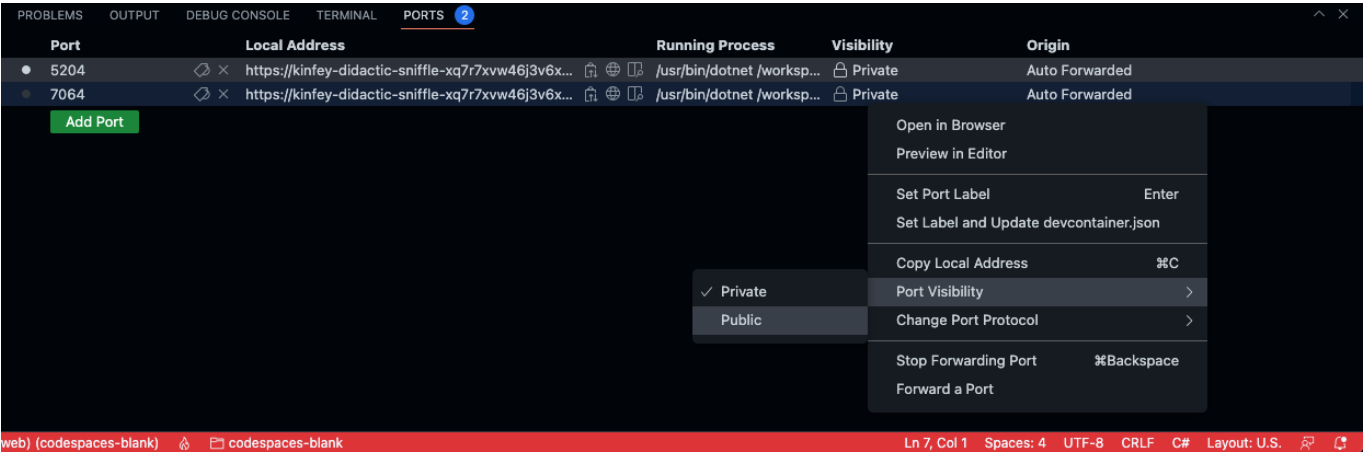 PROBLEMS OUTPUT DEBUG CONSOLE TERMINAL PORTS 2
Port Local Address Running Process Visibility Origin
5204 https://kinfey-didactic-sniffle-xq7r7xvw46j3v6x... /usr/bin/dotnet /worksp... Private Auto Forwarded
7064 https://kinfey-didactic-sniffle-xq7r7xvw46j3v6x... /usr/bin/dotnet /worksp... Private Auto Forwarded
Add Port
Open in Browser
Preview in Editor
Set Port Label Enter
Set Label and Update devcontainer.json
Copy Local Address ⌘C
Private
Port Visibility
Public
Change Port Protocol
Stop Forwarding Port ⌘Backspace
Forward a Port
web) (codespaces-blank) codespaces-blank Ln 7, Col 1 Spaces: 4 UTF-8 CRLF C# Layout: U.S.